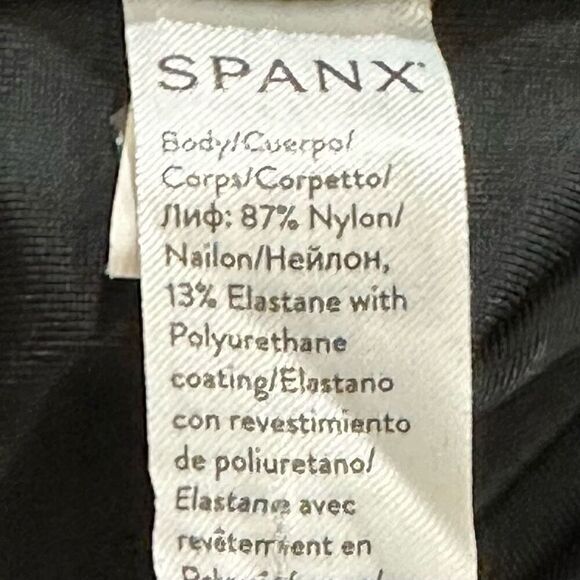 SPANX
Body/Cuerpo/
Corps/Corpetto/
Лиф: 87% Nylon/
Nailon/Нейлон,
13% Elastane with
Polyurethane
coating/Elastano
con revestimiento
de poliuretano/
Elastane avec
revêtement en